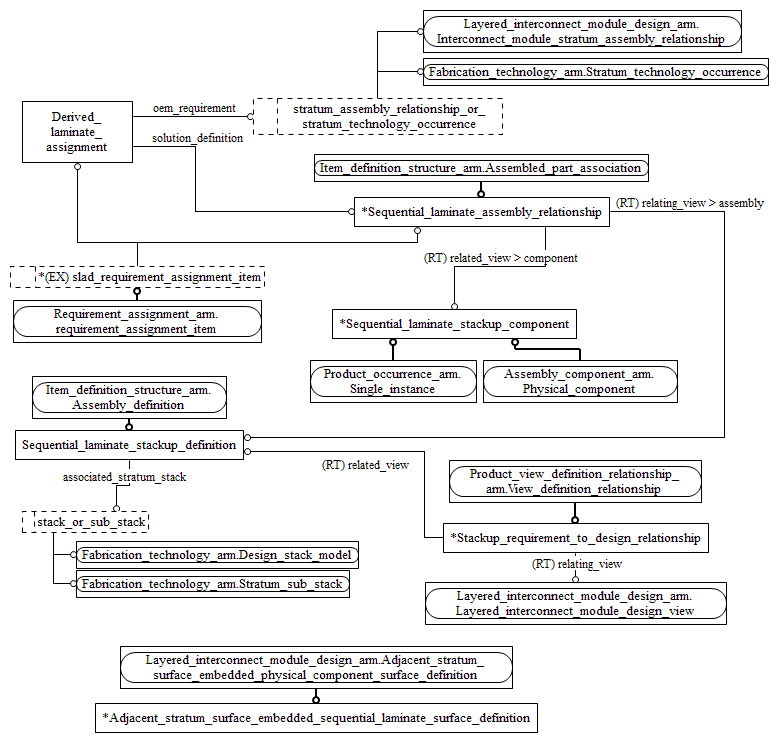 Layered_interconnect_module_design_arm.
Interconnect_module_stratum_assembly_relationship
Fabrication_technology_arm.Stratum_technology_occurrence
Derived_
laminate_
assignment
oem_requirement
stratum_assembly_relationship_or_
stratum_technology_occurrence
solution_definition
Item_definition_structure_arm.Assembled_part_association
*Sequential_laminate_assembly_relationship
(RT) relating_view > assembly
(RT) related_view > component
*(EX) slad_requirement_assignment_item
Requirement_assignment_arm.
requirement_assignment_item
*Sequential_laminate_stackup_component
Product_occurrence_arm.
Single_instance
Assembly_component_arm.
Physical_component
Item_definition_structure_arm.
Assembly_definition
Sequential_laminate_stackup_definition
associated_stratum_stack
(RT) related_view
Product_view_definition_relationship_
arm.View_definition_relationship
stack_or_sub_stack
*Stackup_requirement_to_design_relationship
Fabrication_technology_arm.Design_stack_model
(RT) relating_view
Fabrication_technology_arm.Stratum_sub_stack
Layered_interconnect_module_design_arm.
Layered_interconnect_module_design_view
Layered_interconnect_module_design_arm.Adjacent_stratum_
surface_embedded_physical_component_surface_definition
*Adjacent_stratum_surface_embedded_sequential_laminate_surface_definition